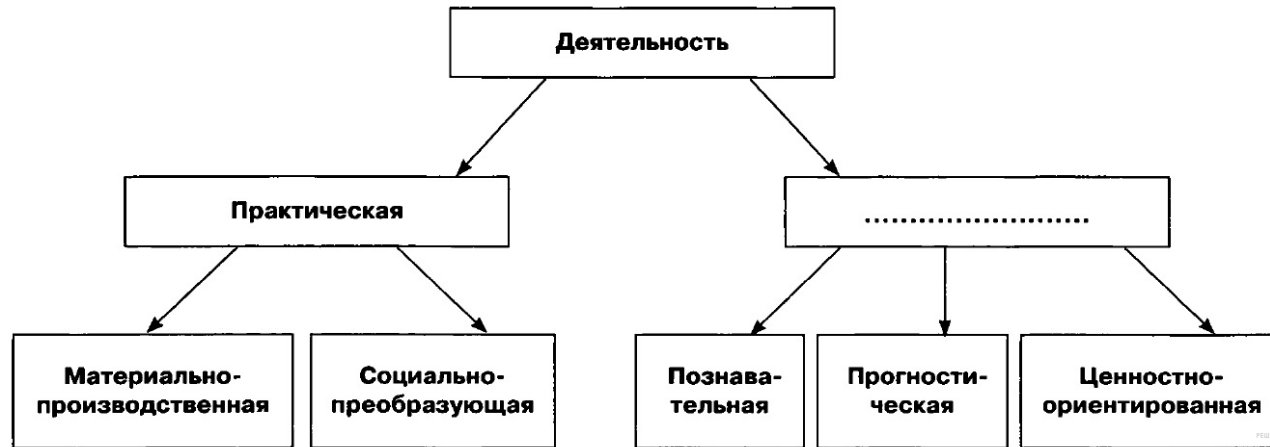 Деятельность
Практическая
........................
Материально-
производственная
Социально-
преобразующая
Познава-
тельная
Прогности-
ческая
Ценностно-
ориентированная